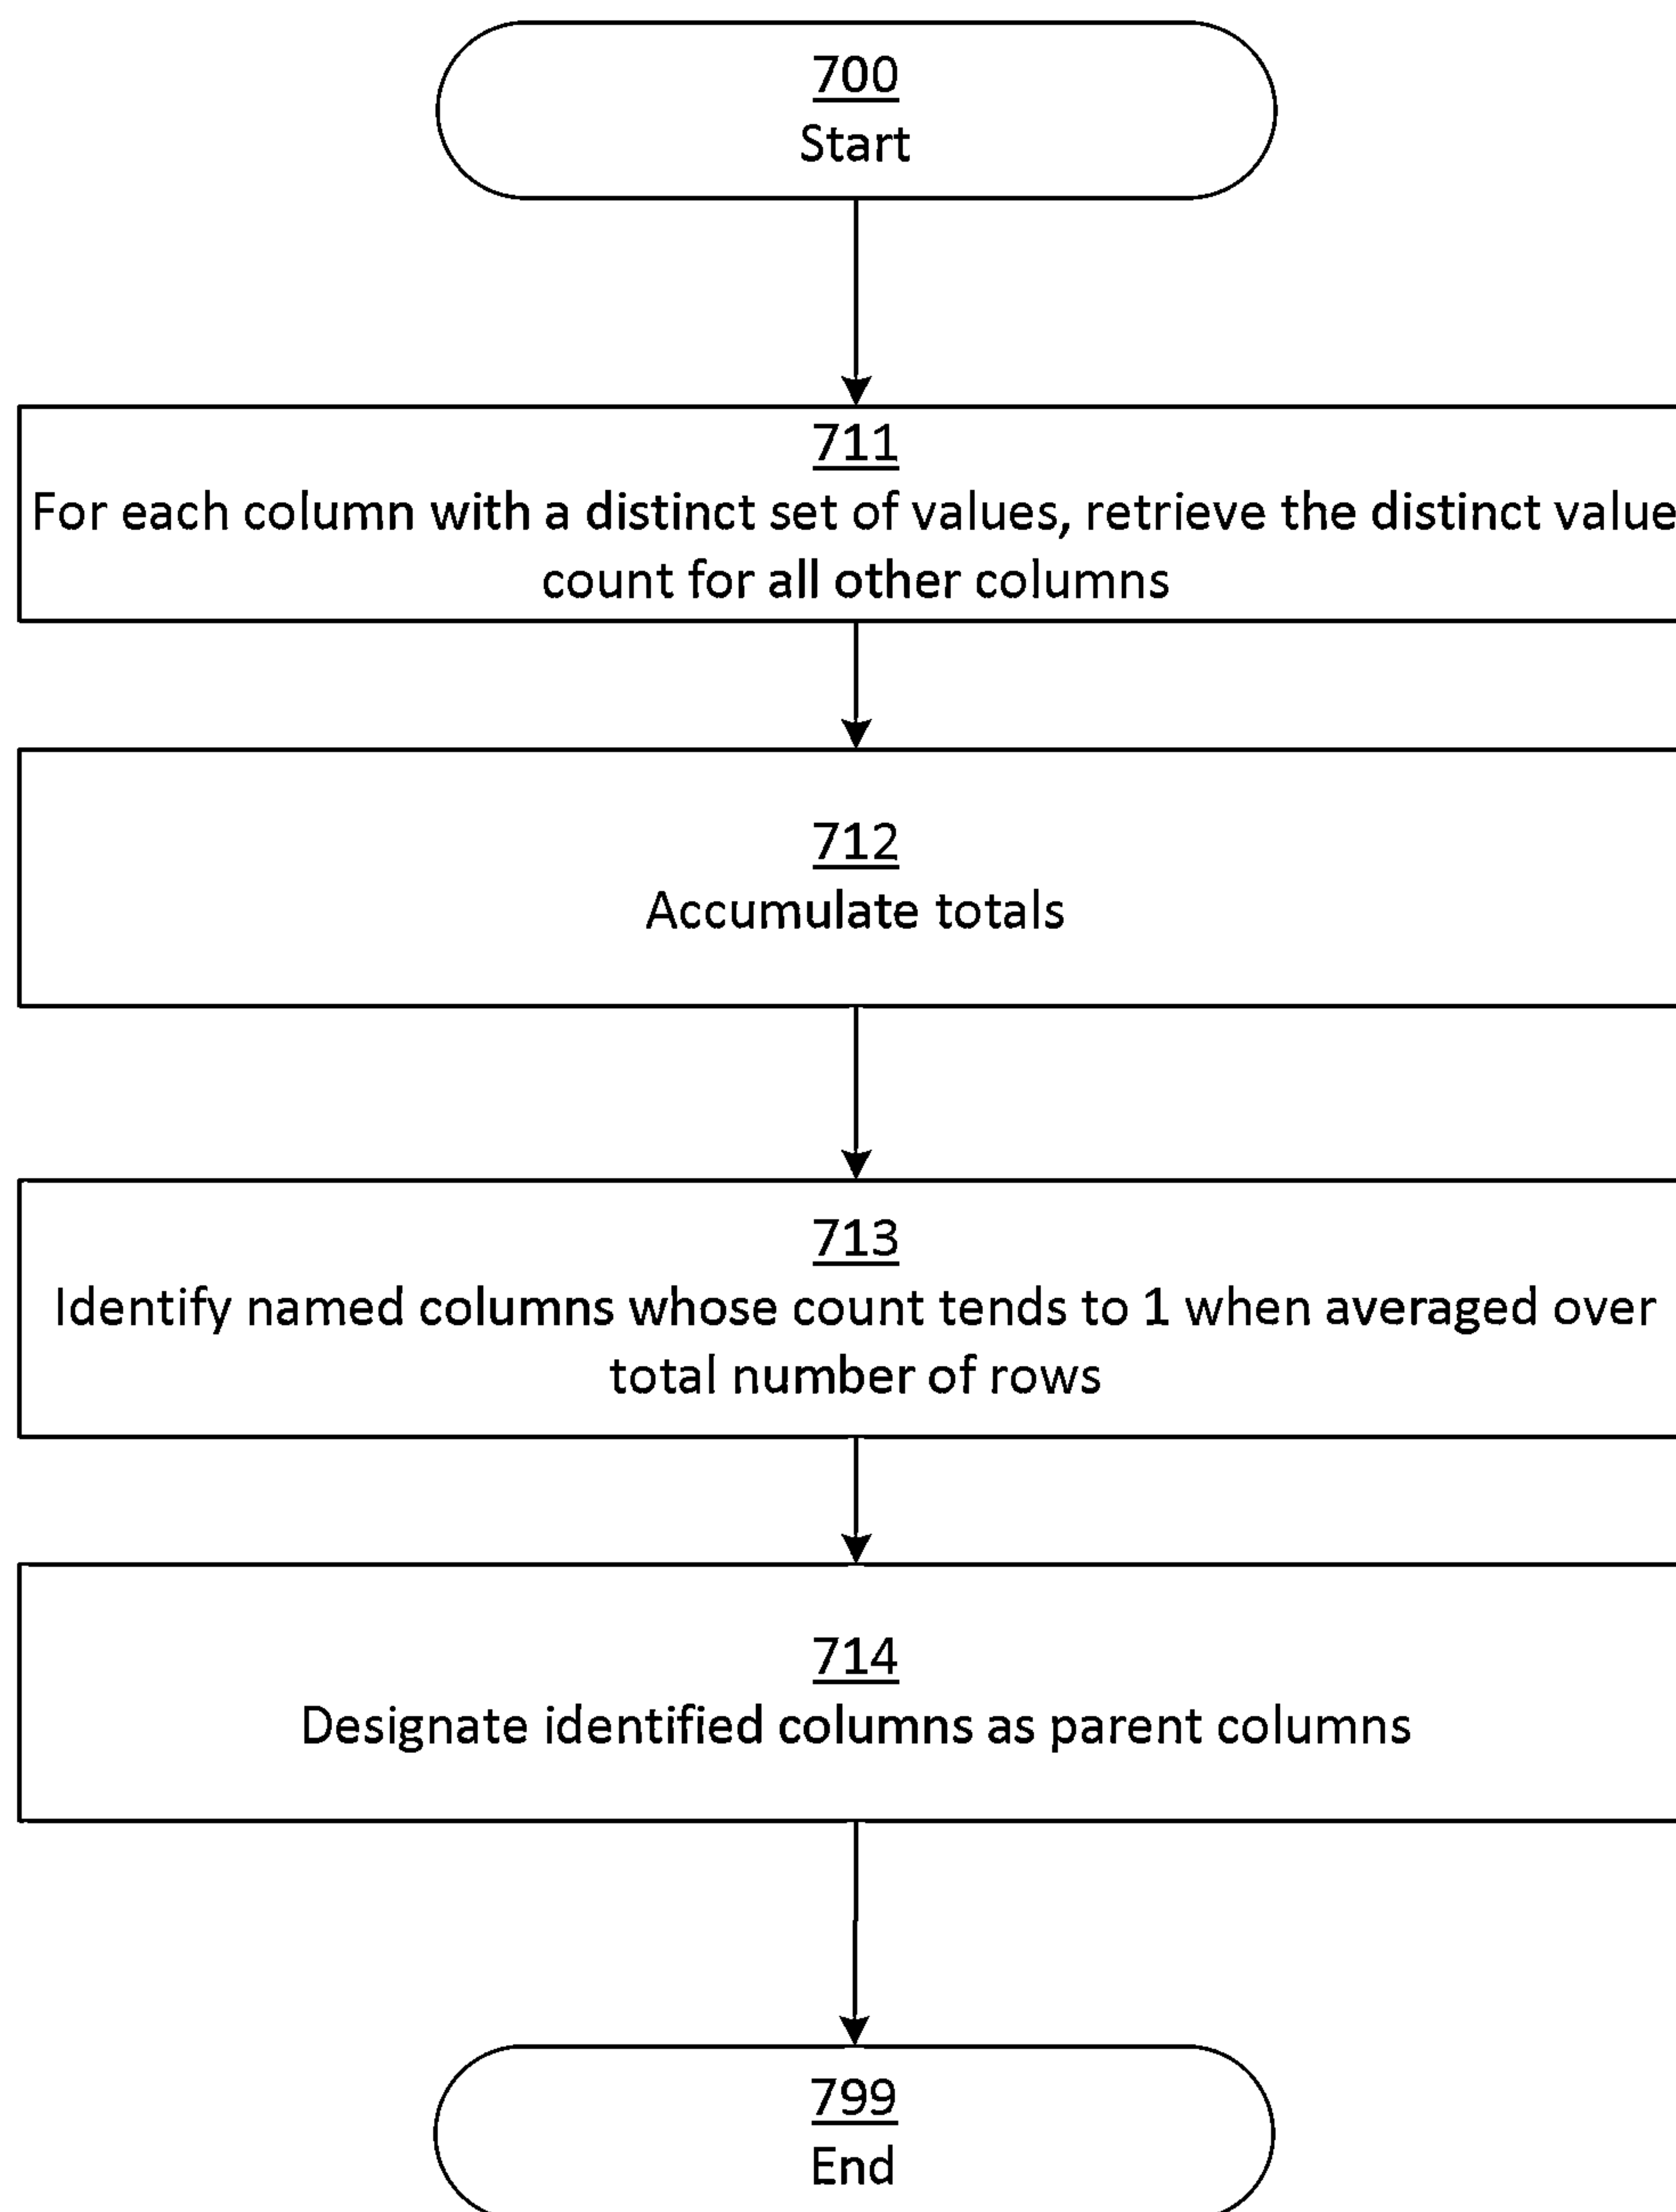 700
Start
711
For each column with a distinct set of values, retrieve the distinct value
count for all other columns
712
Accumulate totals
713
Identify named columns whose count tends to 1 when averaged over
total number of rows
714
Designate identified columns as parent columns
799
End